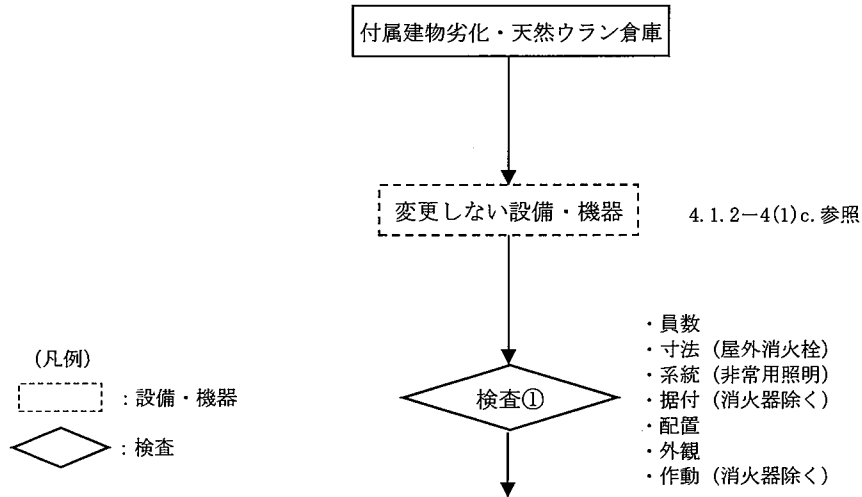 付属建物劣化・天然ウラン倉庫
変更しない設備・機器
4.1.2－4(1)c.参照
・員数
・寸法（屋外消火栓）
・系統（非常用照明）
・据付（消火器除く）
・配置
・外観
・作動（消火器除く）
検査①
(凡例)
：設備・機器
：検査